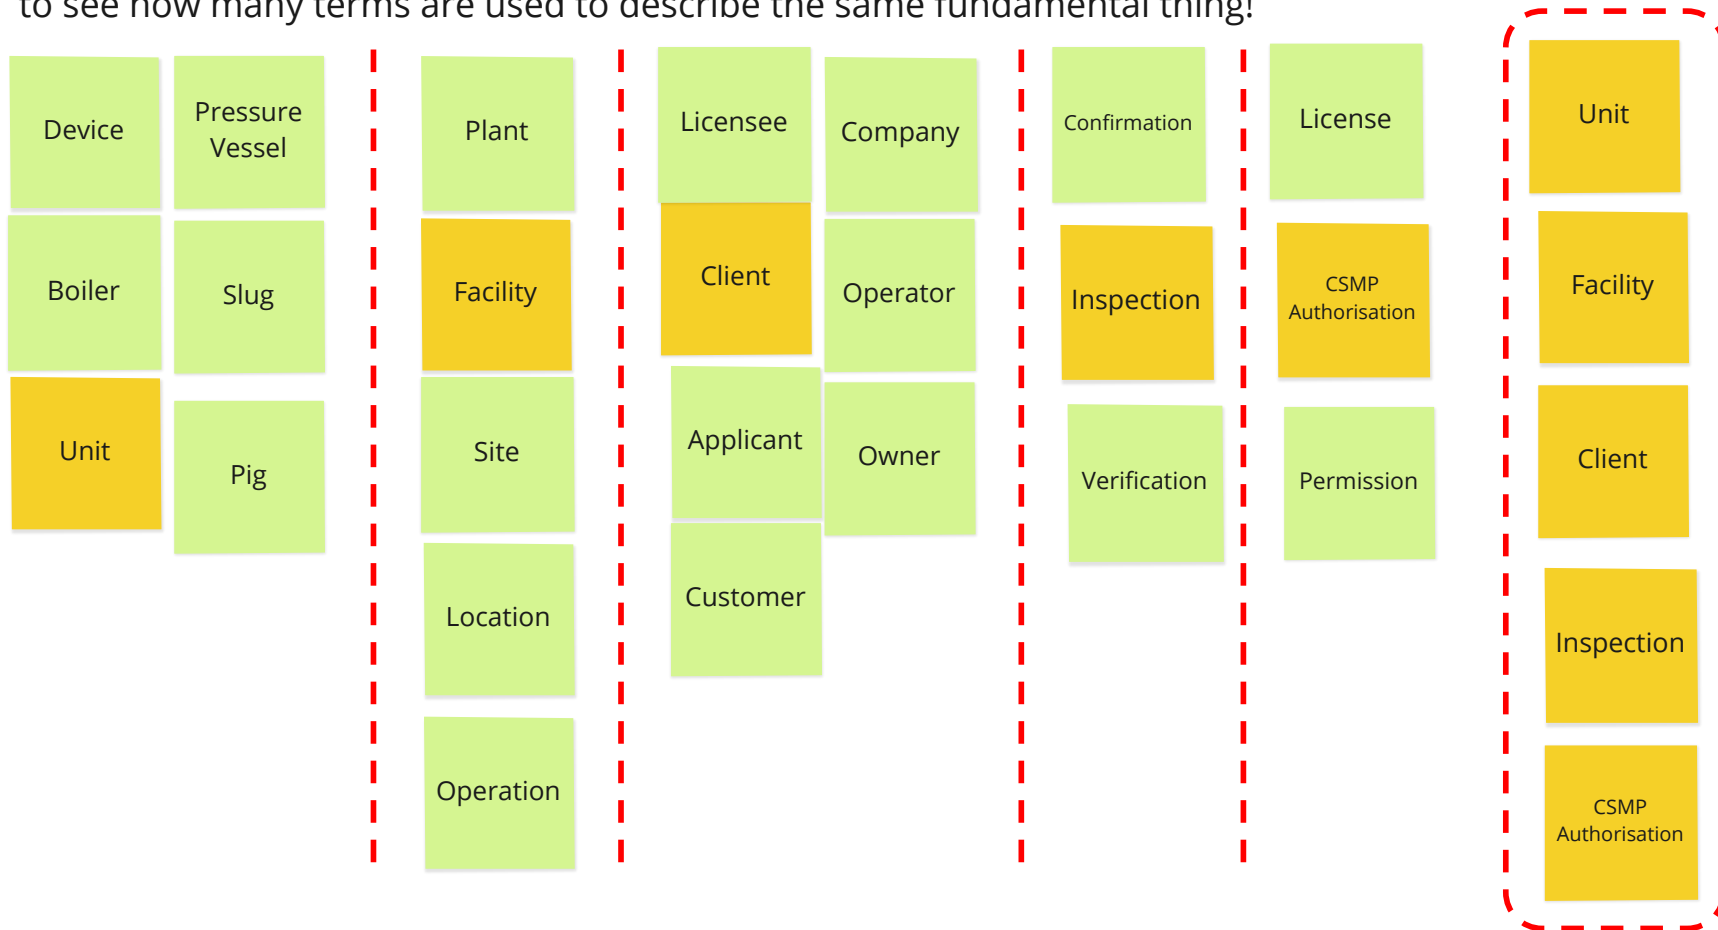 to see how many terms are used to describe the same fundamental thing!
Device
Pressure
Vessel
Boiler
Slug
Unit
Pig
Plant
Facility
Site
Location
Operation
Licensee
Company
Client
Operator
Applicant
Owner
Customer
Confirmation
Inspection
Verification
License
CSMP
Authorisation
Permission
Unit
Facility
Client
Inspection
CSMP
Authorisation